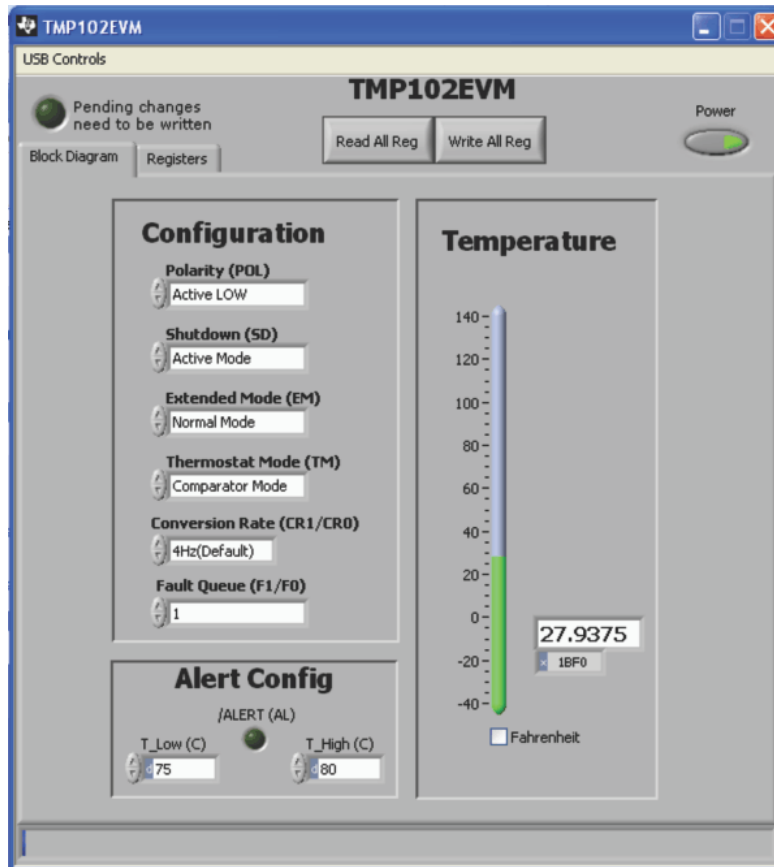 TMP102EVM
USB Controls
TMP102EVM
Pending changes
need to be written
Read All Reg
Write All Reg
Power
Block Diagram
Registers
Configuration
Polarity (POL)
Active LOW
Shutdown (SD)
Active Mode
Extended Mode (EM)
Normal Mode
Thermostat Mode (TM)
Comparator Mode
Conversion Rate (CR1/CR0)
4Hz(Default)
Fault Queue (F1/F0)
1
Alert Config
/ALERT (AL)
T_Low (C)
d 75
T_High (C)
d 80
Temperature
140
120
100
80
60
40
20
0
-20
-40
27.9375
x 1BF0
Fahrenheit